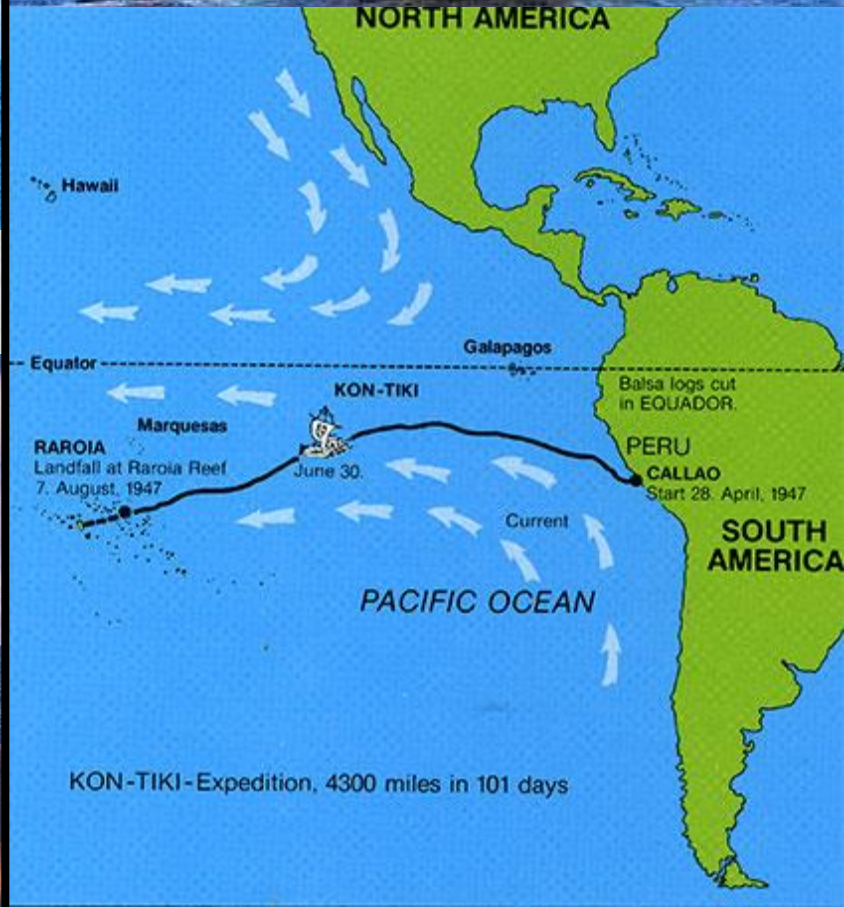 NORTH AMERICA
Hawaii
Galapagos
Equator
KON-TIKI
Balsa logs cut
in EQUADOR.
Marquesas
RAROIA
Landfall at Raroia Reef
7. August, 1947
June 30.
PERU
CALLAO
Start 28. April, 1947
Current
SOUTH
AMERICA
PACIFIC OCEAN
KON-TIKI-Expedition, 4300 miles in 101 days